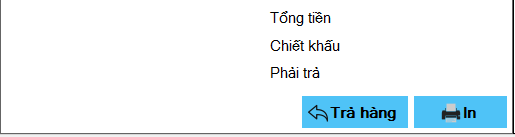 Tổng tiền
Chiết khấu
Phải trả
Trả hàng In